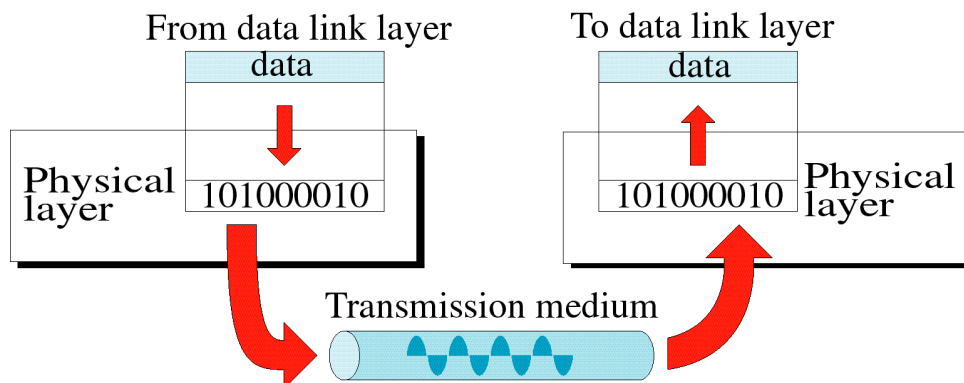 From data link layer
data
Physical
layer
101000010
To data link layer
data
101000010
Physical
layer
Transmission medium